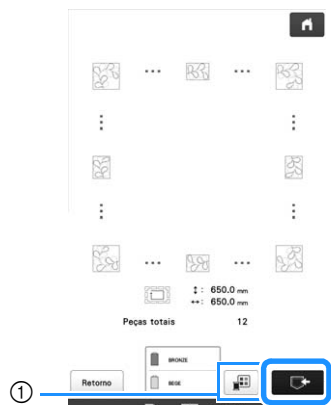 ↕: 650.0 mm
↔: 650.0 mm
Peças totais 12
BRONZE
Retorno BEGE
①